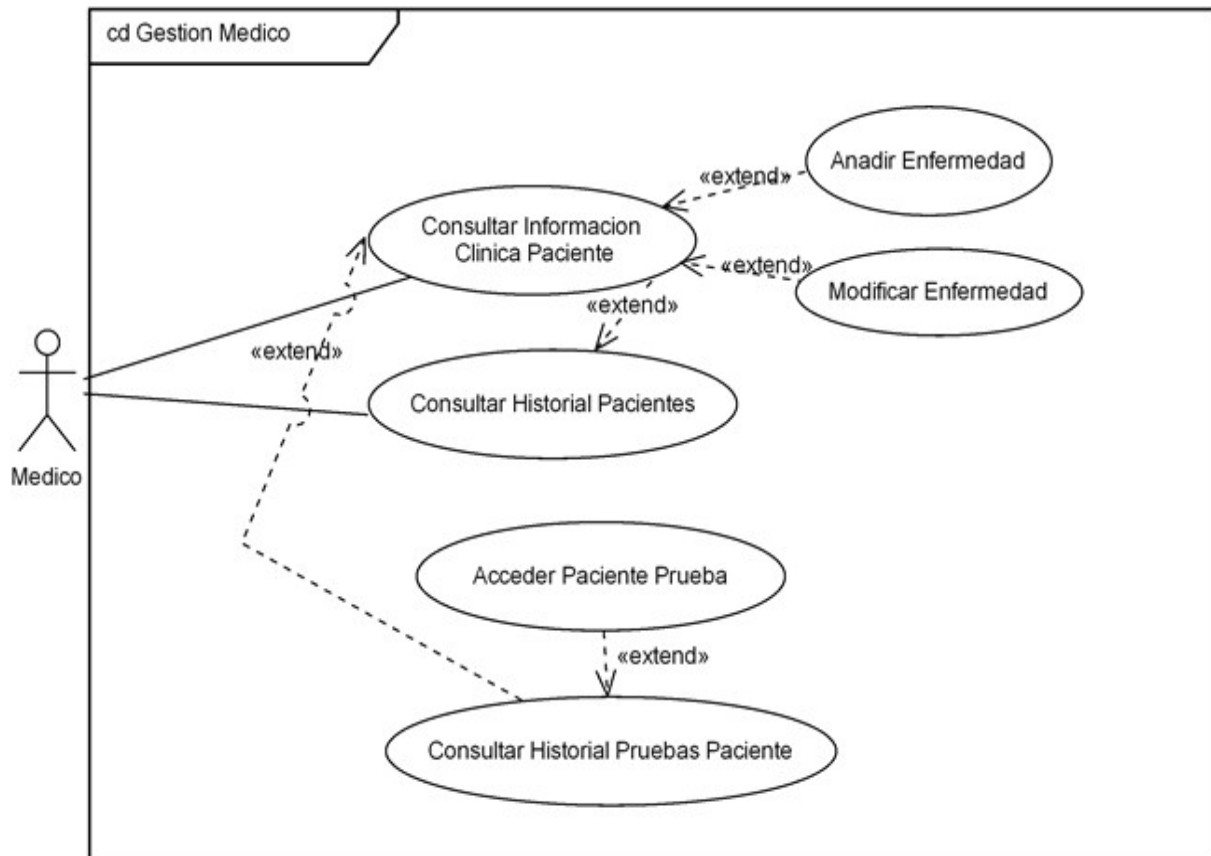 cd Gestion Medico
Anadir Enfermedad
«extend»
Consultar Informacion
Clinica Paciente
«extend»
Modificar Enfermedad
«extend»
«extend»
Consultar Historial Pacientes
Medico
Acceder Paciente Prueba
«extend»
Consultar Historial Pruebas Paciente